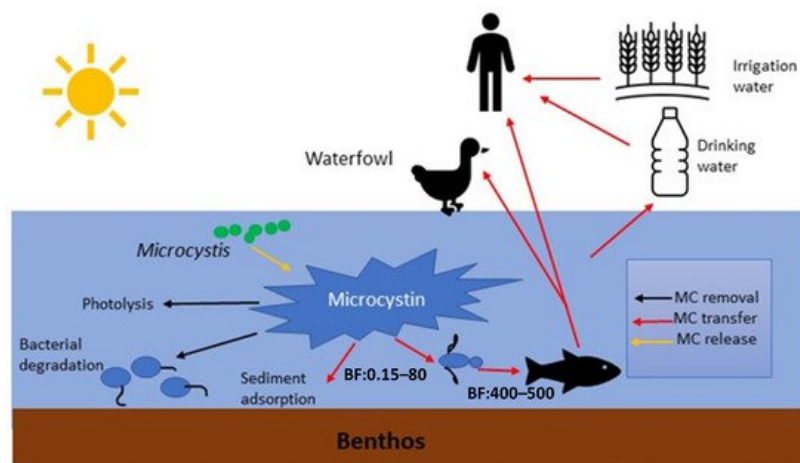 Irrigation
water
Drinking
water
Waterfowl
Microcystis
Microcystin
Photolysis
Bacterial
degradation
Sediment
adsorption
BF:0.15–80
BF:400–500
MC removal
MC transfer
MC release
Benthos